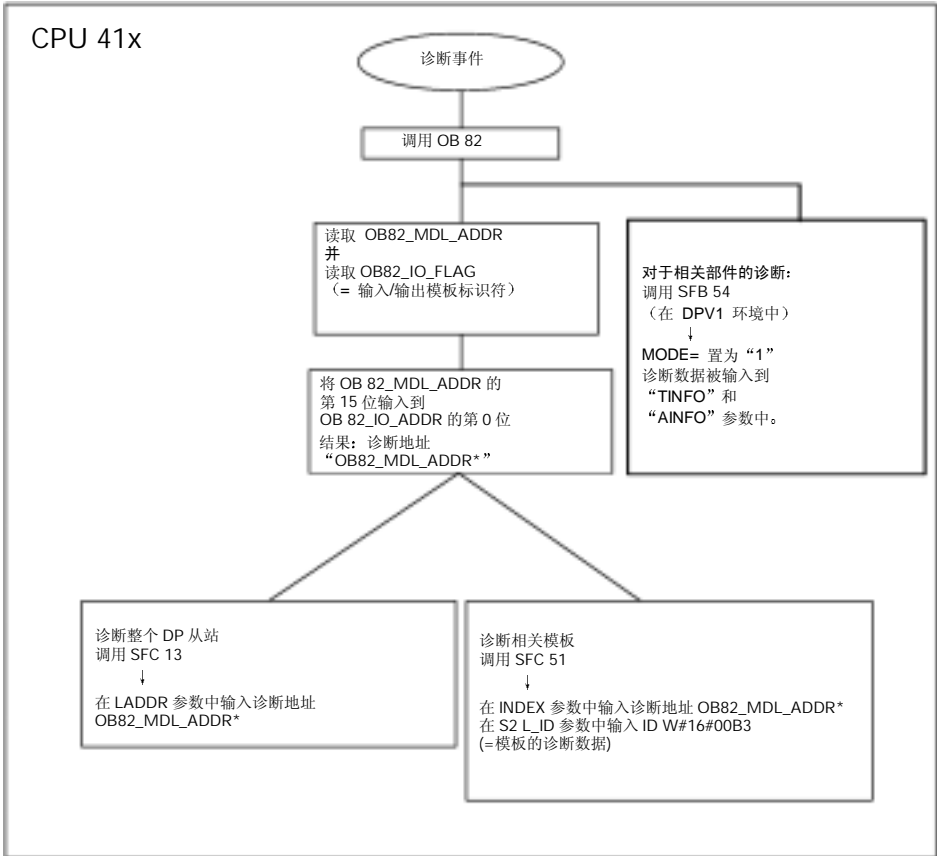 CPU 41x
诊断事件
调用 OB 82
读取 OB82_MDL_ADDR
并
读取 OB82_IO_FLAG
（= 输入/输出模板标识符）
对于相关部件的诊断：
调用 SFB 54
（在 DPV1 环境中）
↓
MODE= 置为“1”
诊断数据被输入到
“TINFO”和
“AINFO”参数中。
将 OB 82_MDL_ADDR 的
第 15 位输入到
OB 82_IO_ADDR 的第 0 位
结果：诊断地址
“OB82_MDL_ADDR*”
诊断整个 DP 从站
调用 SFC 13
↓
在 LADDR 参数中输入诊断地址
OB82_MDL_ADDR*
诊断相关模板
调用 SFC 51
↓
在 INDEX 参数中输入诊断地址 OB82_MDL_ADDR*
在 S2 L_ID 参数中输入 ID W#16#00B3
(=模板的诊断数据)